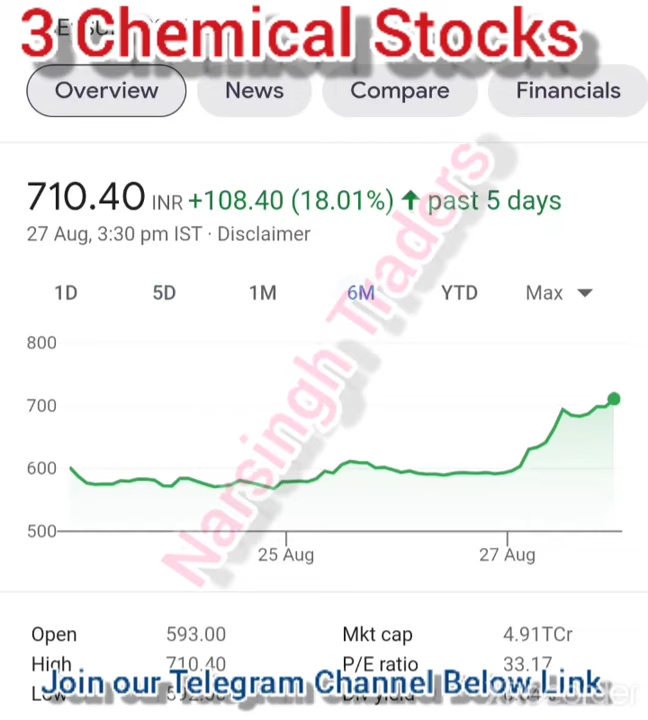 3 Chemical Stocks
Overview News Compare Financials
710.40 INR +108.40 (18.01%) ↑ past 5 days
27 Aug, 3:30 pm IST · Disclaimer
1D 5D 1M 6M YTD Max
Narsingh Traders
800
700
600
500
25 Aug 27 Aug
Open 593.00 Mkt cap 4.91TCr
High 710.40 P/E ratio 33.17
Low Div yield
Join our Telegram Channel Below Link